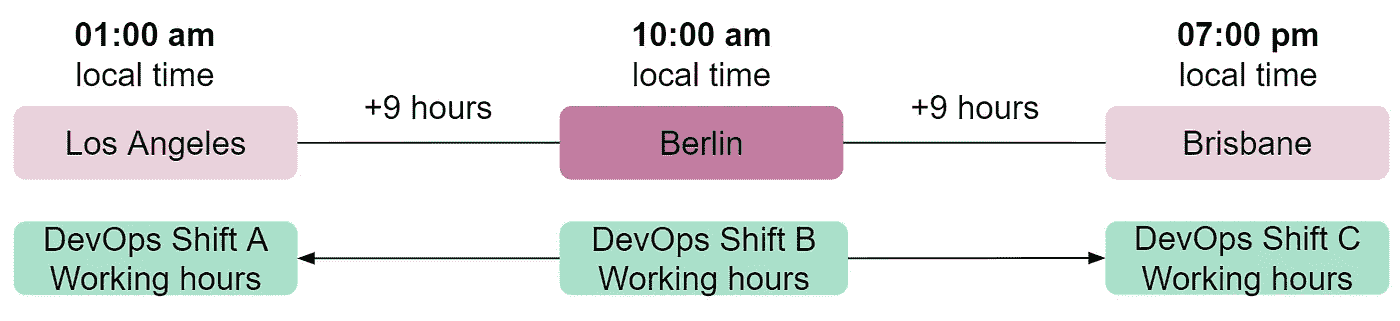 01:00 am
local time
10:00 am
local time
07:00 pm
local time
+9 hours
+9 hours
Los Angeles
Berlin
Brisbane
DevOps Shift A
Working hours
DevOps Shift B
Working hours
DevOps Shift C
Working hours